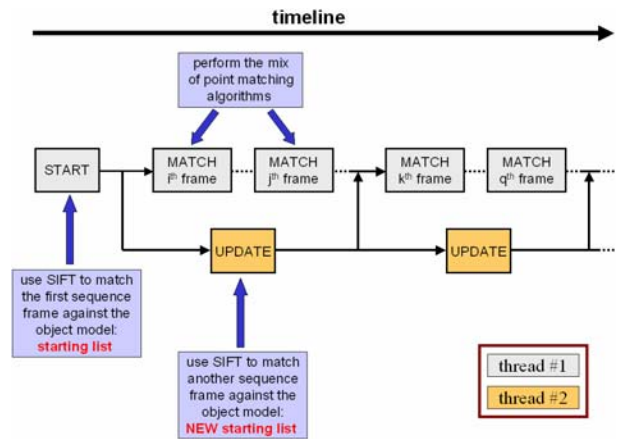 timeline
perform the mix
of point matching
algorithms
START
MATCH
ith frame
MATCH
jth frame
MATCH
kth frame
MATCH
qth frame
UPDATE
UPDATE
use SIFT to match
the first sequence
frame against the
object model:
starting list
use SIFT to match
another sequence
frame against the
object model:
NEW starting list
thread #1
thread #2